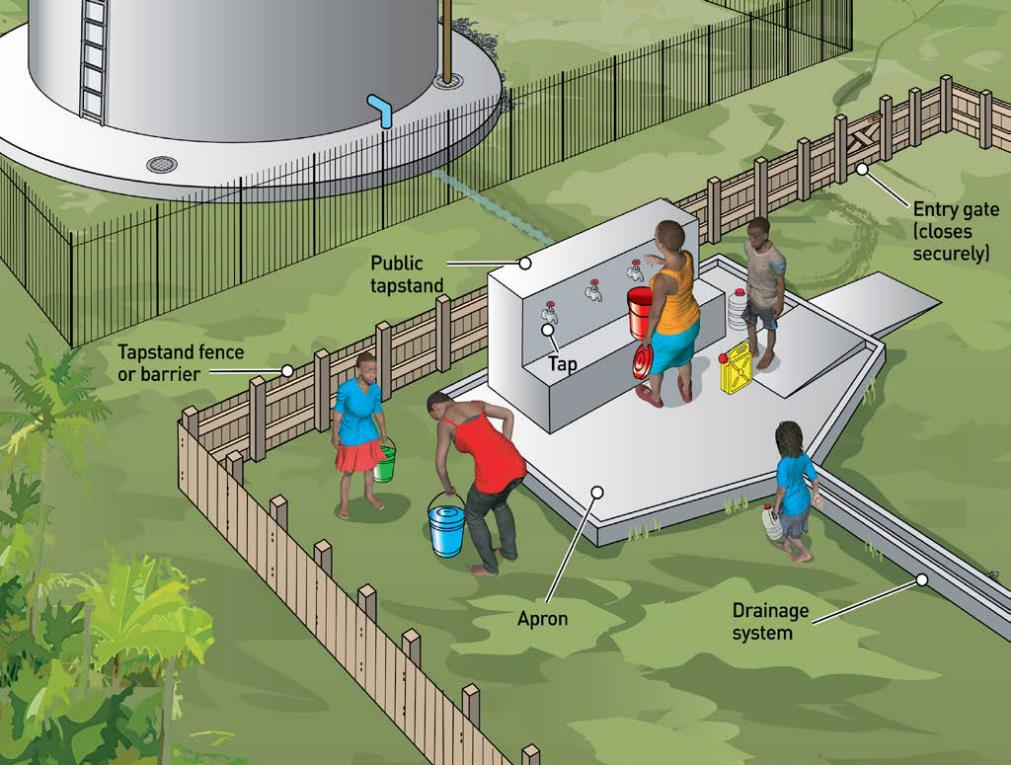 Entry gate
(closes
securely)
Public
tapstand
Tapstand fence
or barrier
Tap
Apron
Drainage
system